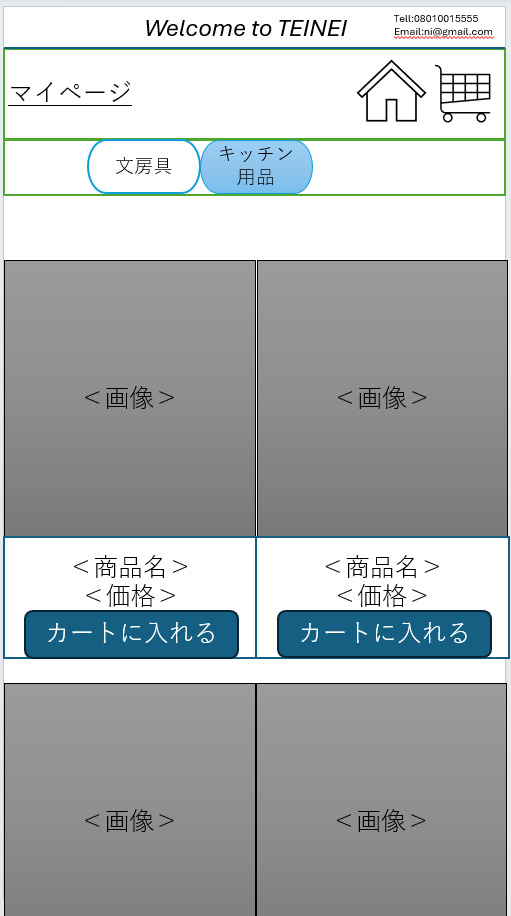 Welcome to TEINEI
Tell:08010015555
Email:ni@gmail.com
マイページ
文房具
キッチン
用品
＜画像＞
＜画像＞
＜商品名＞
＜価格＞
カートに入れる
＜商品名＞
＜価格＞
カートに入れる
＜画像＞
＜画像＞